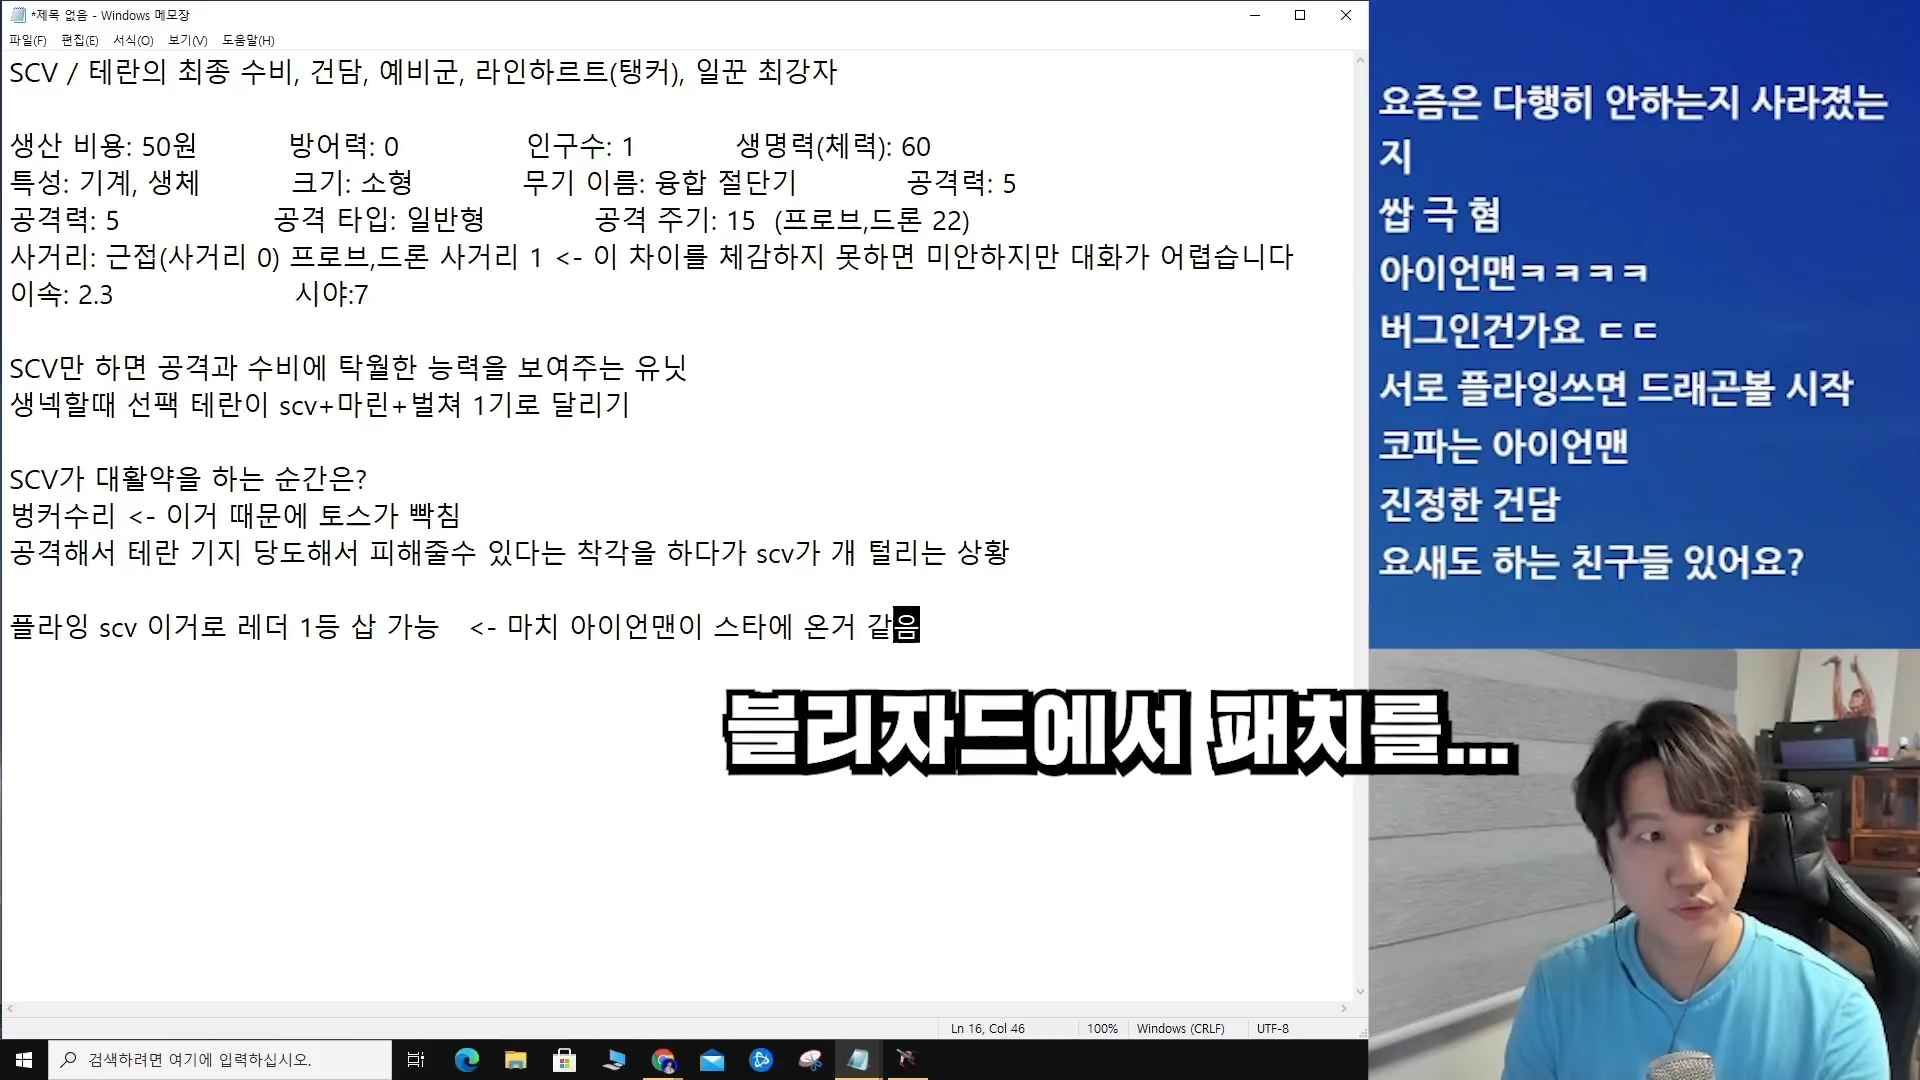 *제목 없음 - Windows 메모장
파일(F) 편집(E) 서식(O) 보기(V) 도움말(H)
SCV / 테란의 최종 수비, 건담, 예비군, 라인하르트(탱커), 일꾼 최강자
생산 비용: 50원 방어력: 0 인구수: 1 생명력(체력): 60
특성: 기계, 생체 크기: 소형 무기 이름: 융합 절단기 공격력: 5
공격력: 5 공격 타입: 일반형 공격 주기: 15 (프로브,드론 22)
사거리: 근접(사거리 0) 프로브,드론 사거리 1 <- 이 차이를 체감하지 못하면 미안하지만 대화가 어렵습니다
이속: 2.3 시야:7
SCV만 하면 공격과 수비에 탁월한 능력을 보여주는 유닛
생넥할때 선팩 테란이 scv+마린+벌쳐 1기로 달리기
SCV가 대활약을 하는 순간은?
벙커수리 <- 이거 때문에 토스가 빡침
공격해서 테란 기지 당도해서 피해줄수 있다는 착각을 하다가 scv가 개 털리는 상황
플라잉 scv 이거로 레더 1등 삽 가능 <- 마치 아이언맨이 스타에 온거 같음
블리자드에서 패치를...
Ln 16, Col 46 100% Windows (CRLF) UTF-8
검색하려면 여기에 입력하십시오.
요즘은 다행히 안하는지 사라졌는
지
쌉 극 혐
아이언맨ㅋㅋㅋㅋ
버그인건가요 ㄷㄷ
서로 플라잉쓰면 드래곤볼 시작
코파는 아이언맨
진정한 건담
요새도 하는 친구들 있어요?